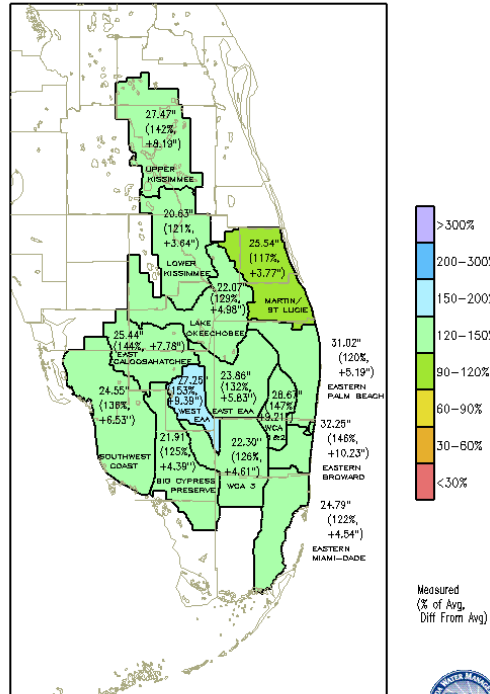 27.47"
(142%,
+8.19")
UPPER
KISSIMMEE
20.63"
(121%,
+3.64")
LOWER
KISSIMMEE
25.54"
(117%,
+3.77")
MARTIN/
ST LUCIE
22.07"
(129%,
+4.98")
LAKE
OKEECHOBEE
25.44"
(144%, +7.78")
EAST
CALOOSAHATCHEE
31.02"
(120%,
+5.19")
EASTERN
PALM BEACH
27.25"
(153%,
+9.39")
WEST
EAA
23.86"
(132%,
+5.83")
EAST EAA
28.67"
(147%,
+9.21")
WCA
1&2
24.55"
(136%,
+6.53")
SOUTHWEST
COAST
21.91"
(125%,
+4.39")
BIG CYPRESS
PRESERVE
22.30"
(126%,
+4.61")
WCA 3
32.25"
(146%,
+10.23")
EASTERN
BROWARD
24.79"
(122%,
+4.54")
EASTERN
MIAMI-DADE
>300%
200-300%
150-200%
120-150%
90-120%
60-90%
30-60%
<30%
Measured
(% of Avg,
Diff From Avg)
WATER